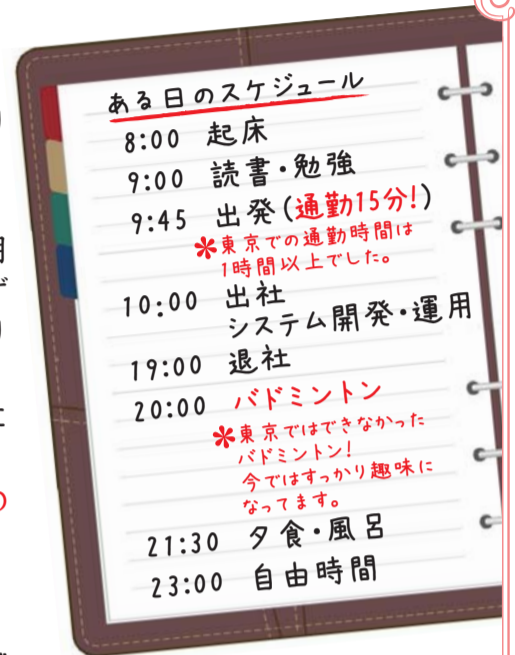 ある日のスケジュール
8:00 起床
9:00 読書・勉強
9:45 出発(通勤15分!)
*東京での通勤時間は
1時間以上でした。
10:00 出社
システム開発・運用
19:00 退社
20:00 バドミントン
*東京ではできなかった
バドミントン!
今ではすっかり趣味に
なってます。
21:30 夕食・風呂
23:00 自由時間